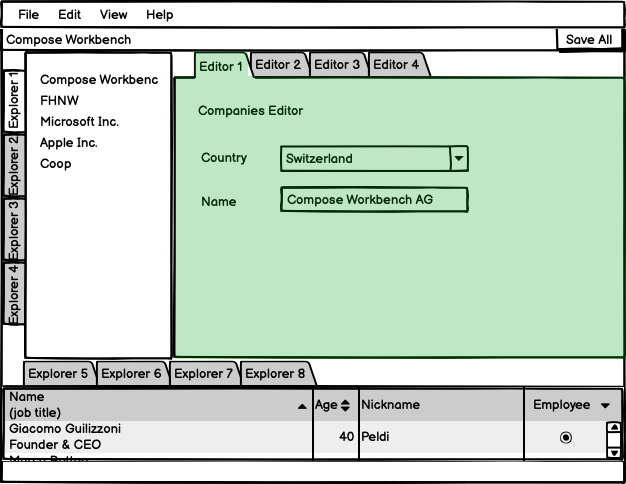 File Edit View Help
Compose Workbench Save All
Explorer 1
Explorer 2
Explorer 3
Explorer 4
Compose Workbenc
FHNW
Microsoft Inc.
Apple Inc.
Coop
Editor 1 Editor 2 Editor 3 Editor 4
Companies Editor
Country Switzerland
Name Compose Workbench AG
Explorer 5 Explorer 6 Explorer 7 Explorer 8
Name
(job title) Age Nickname Employee
Giacomo Guilizzoni
Founder & CEO 40 Peldi